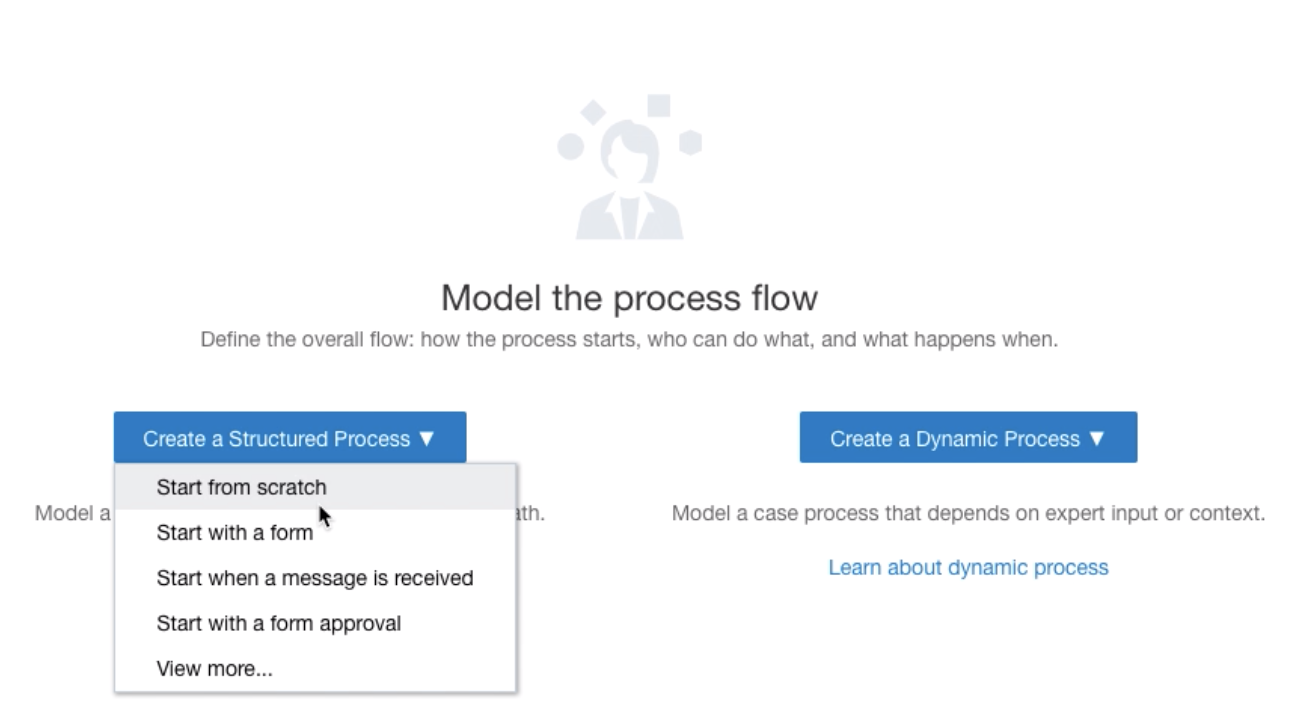 Model the process flow
Define the overall flow: how the process starts, who can do what, and what happens when.
Create a Structured Process ▼
Start from scratch
Start with a form
Start when a message is received
Start with a form approval
View more...
Model a
Create a Dynamic Process ▼
Model a case process that depends on expert input or context.
Learn about dynamic process